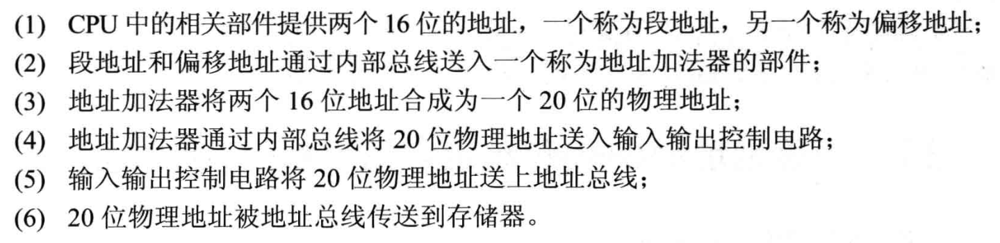 (1) CPU 中的相关部件提供两个 16 位的地址，一个称为段地址，另一个称为偏移地址；
(2) 段地址和偏移地址通过内部总线送入一个称为地址加法器的部件；
(3) 地址加法器将两个 16 位地址合成为一个 20 位的物理地址；
(4) 地址加法器通过内部总线将 20 位物理地址送入输入输出控制电路；
(5) 输入输出控制电路将 20 位物理地址送上地址总线；
(6) 20 位物理地址被地址总线传送到存储器。